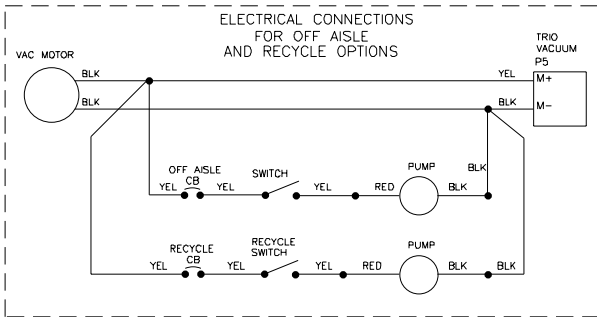 ELECTRICAL CONNECTIONS
FOR OFF AISLE
AND RECYCLE OPTIONS
TRIO
VACUUM
P5
VAC MOTOR
BLK
YEL
M+
BLK
BLK
M-
OFF AISLE
CB
SWITCH
PUMP
BLK
YEL
YEL
YEL
RED
BLK
RECYCLE
CB
RECYCLE
SWITCH
PUMP
YEL
YEL
YEL
RED
BLK
BLK